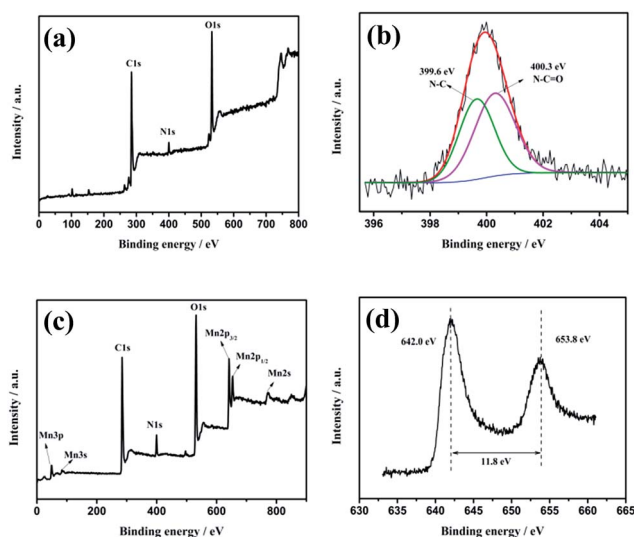 (a)
O1s
C1s
N1s
Intensity / a.u.
0 100 200 300 400 500 600 700 800
Binding energy / eV
(b)
399.6 eV
N-C
400.3 eV
N-C=O
Intensity / a.u.
396 398 400 402 404
Binding energy / eV
(c)
O1s
C1s
Mn2p3/2
Mn2p1/2
Mn2s
N1s
Mn3p
Mn3s
Intensity / a.u.
0 200 400 600 800
Binding energy / eV
(d)
642.0 eV
653.8 eV
11.8 eV
Intensity / a.u.
635 640 645 650 655 660 665
Binding energy / eV